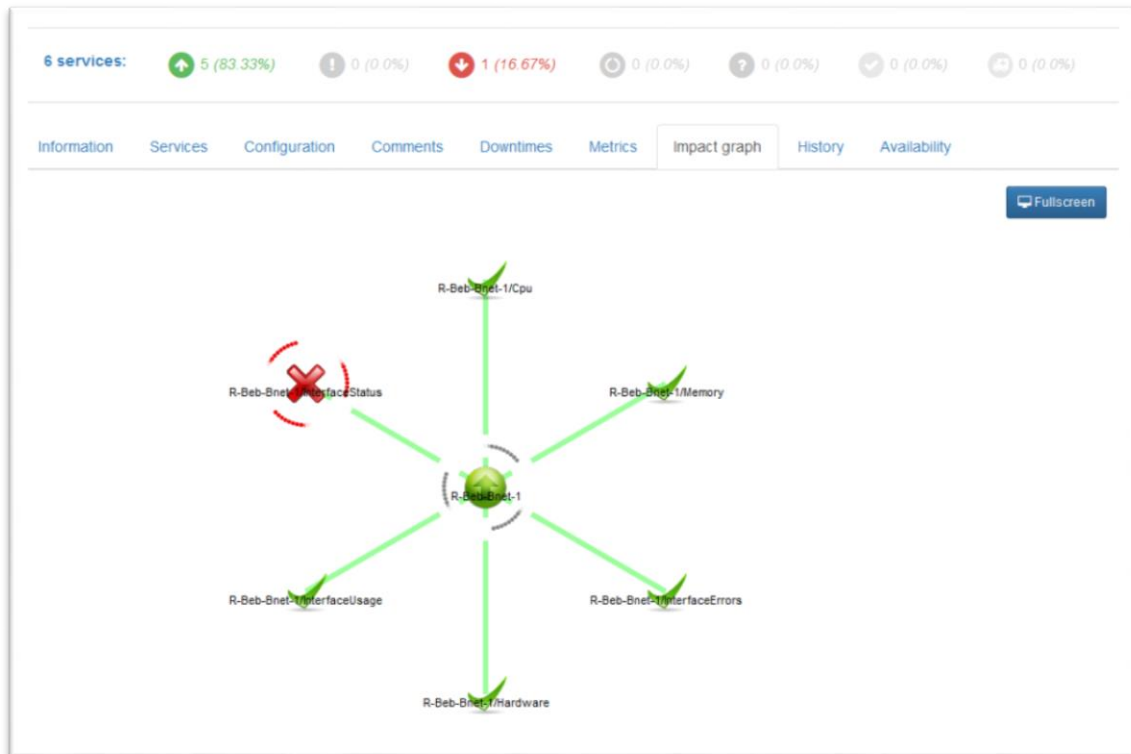 6 services: 5 (83.33%) 0 (0.0%) 1 (16.67%) 0 (0.0%) 0 (0.0%) 0 (0.0%) 0 (0.0%)
Information Services Configuration Comments Downtimes Metrics Impact graph History Availability
Fullscreen
R-Beb-Bnet-1/Cpu
R-Beb-Bnet-1/InterfaceStatus R-Beb-Bnet-1/Memory
R-Beb-Bnet-1
R-Beb-Bnet-1/InterfaceUsage R-Beb-Bnet-1/InterfaceErrors
R-Beb-Bnet-1/Hardware